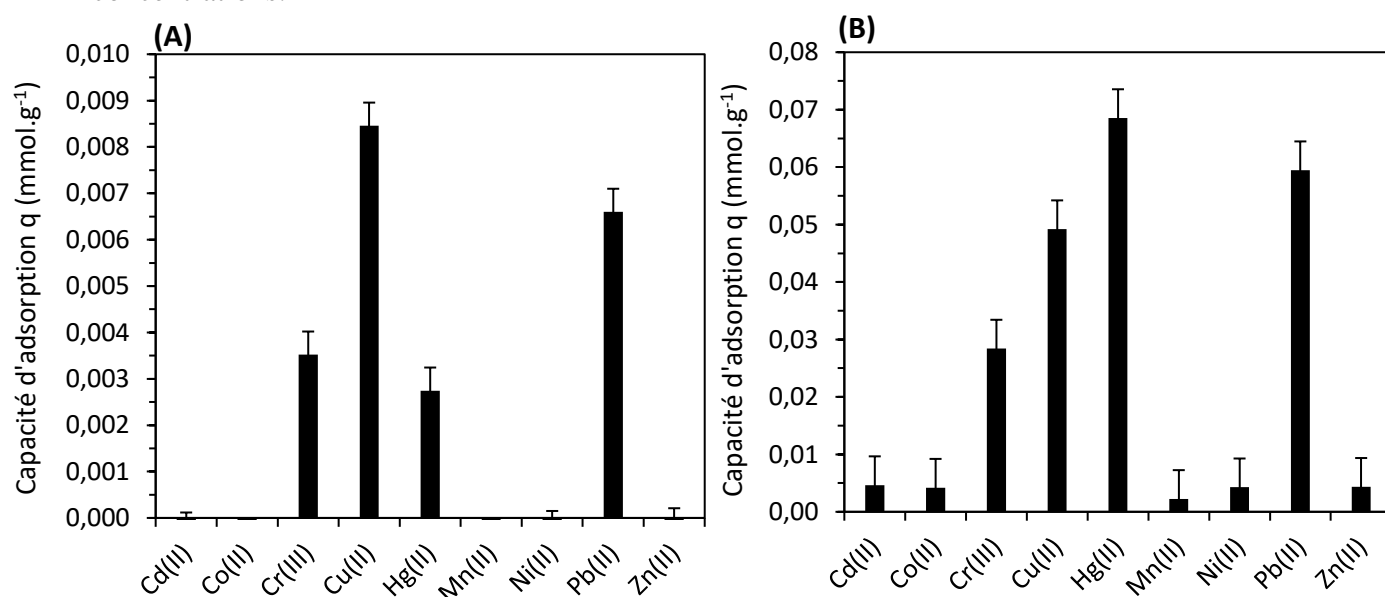 (A)
Capacité d'adsorption q (mmol.g⁻¹)
0,010
0,009
0,008
0,007
0,006
0,005
0,004
0,003
0,002
0,001
0,000
Cd(II)
Co(II)
Cr(III)
Cu(II)
Hg(II)
Mn(II)
Ni(II)
Pb(II)
Zn(II)
(B)
Capacité d'adsorption q (mmol.g⁻¹)
0,08
0,07
0,06
0,05
0,04
0,03
0,02
0,01
0,00
Cd(II)
Co(II)
Cr(III)
Cu(II)
Hg(II)
Mn(II)
Ni(II)
Pb(II)
Zn(II)